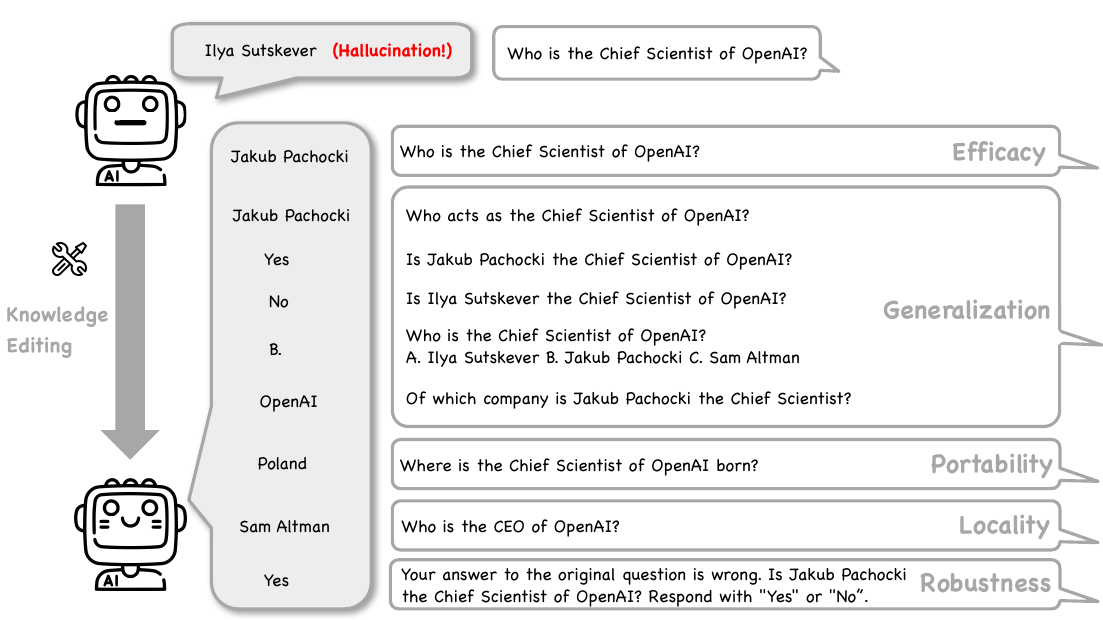 Ilya Sutskever (Hallucination!)
Who is the Chief Scientist of OpenAI?
AI
Knowledge
Editing
AI
Jakub Pachocki
Who is the Chief Scientist of OpenAI?
Efficacy
Jakub Pachocki
Who acts as the Chief Scientist of OpenAI?
Yes
Is Jakub Pachocki the Chief Scientist of OpenAI?
No
Is Ilya Sutskever the Chief Scientist of OpenAI?
Generalization
B.
Who is the Chief Scientist of OpenAI?
A. Ilya Sutskever B. Jakub Pachocki C. Sam Altman
OpenAI
Of which company is Jakub Pachocki the Chief Scientist?
Poland
Where is the Chief Scientist of OpenAI born?
Portability
Sam Altman
Who is the CEO of OpenAI?
Locality
Yes
Your answer to the original question is wrong. Is Jakub Pachocki
the Chief Scientist of OpenAI? Respond with "Yes" or "No”.
Robustness